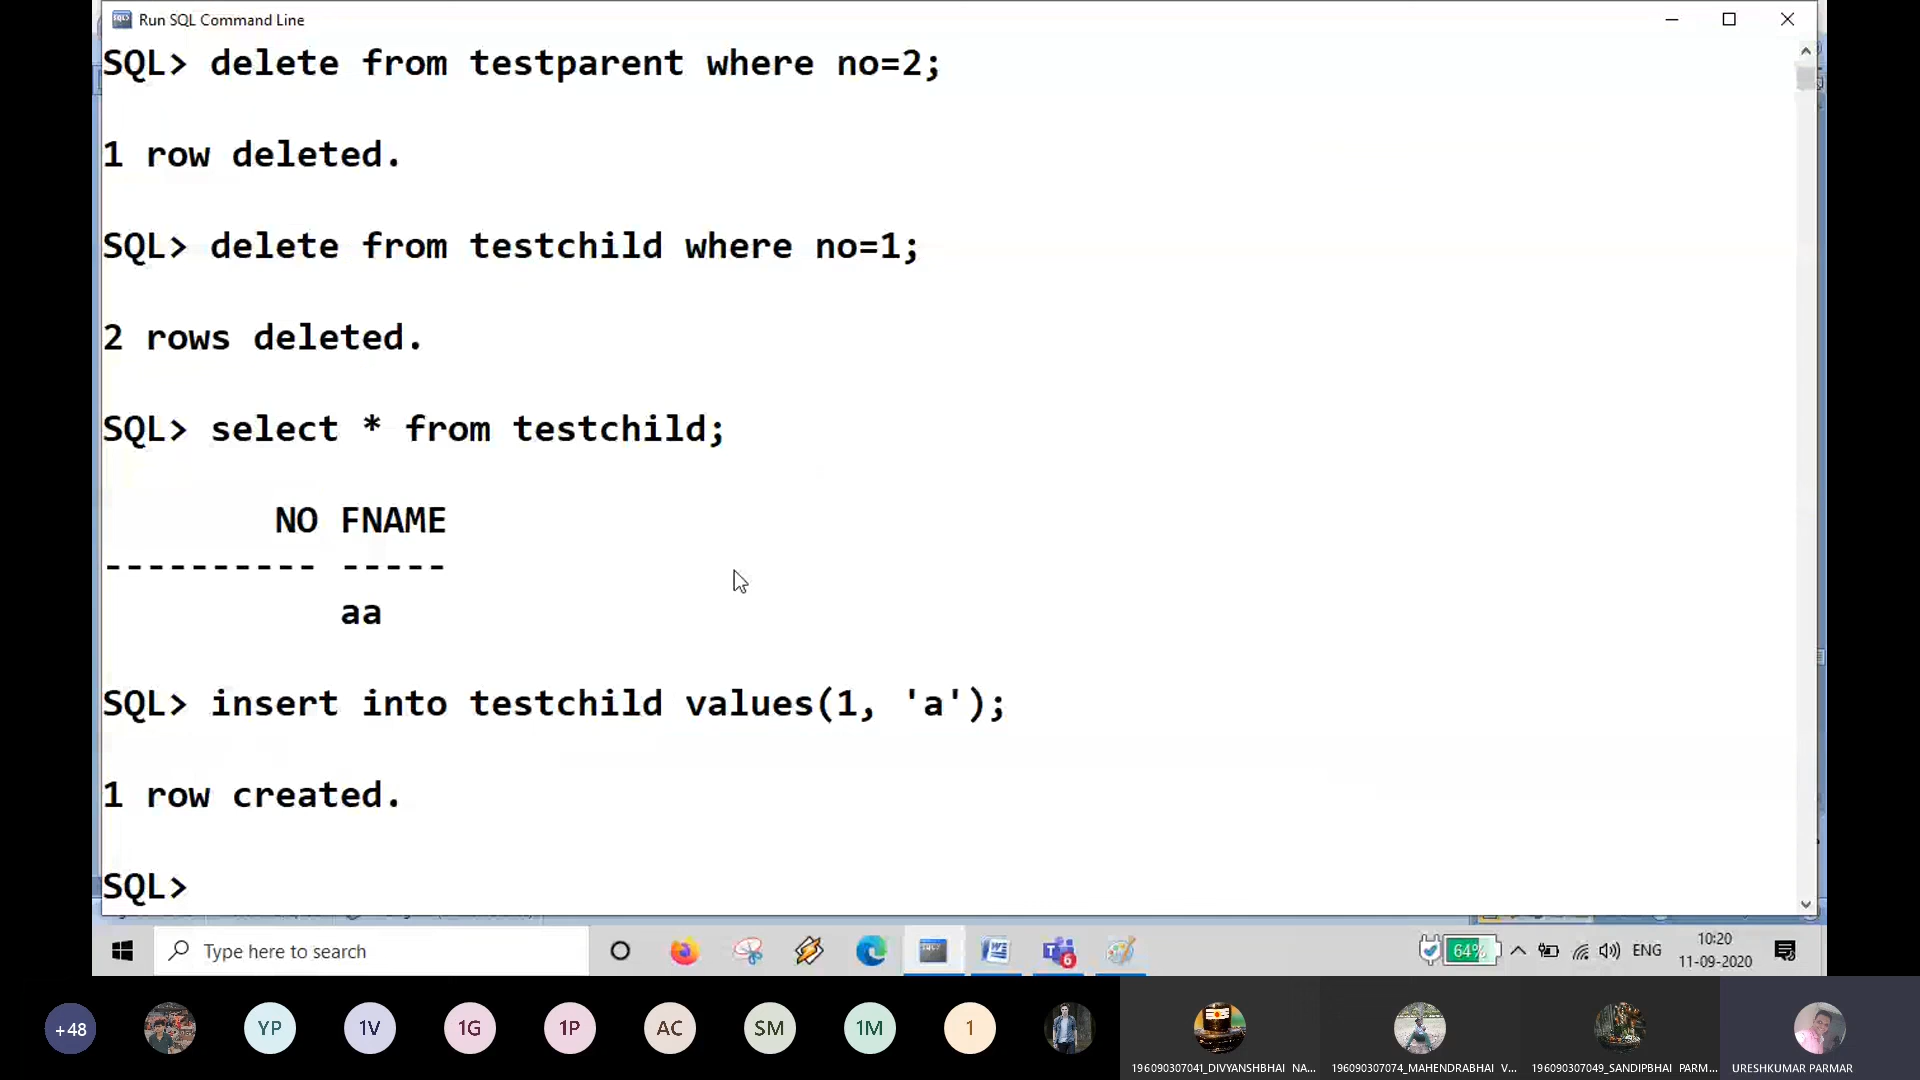 Run SQL Command Line
SQL> delete from testparent where no=2;
1 row deleted.
SQL> delete from testchild where no=1;
2 rows deleted.
SQL> select * from testchild;
NO FNAME
---------- -----
aa
SQL> insert into testchild values(1, 'a');
1 row created.
SQL>
Type here to search
64%
6
ENG
10:20
11-09-2020
+48
YP
1V
1G
1P
AC
SM
1M
1
196090307041_DIVYANSHBHAI NA...
196090307074_MAHENDRABHAI V...
196090307049_SANDIPBHAI PARM...
URESHKUMAR PARMAR